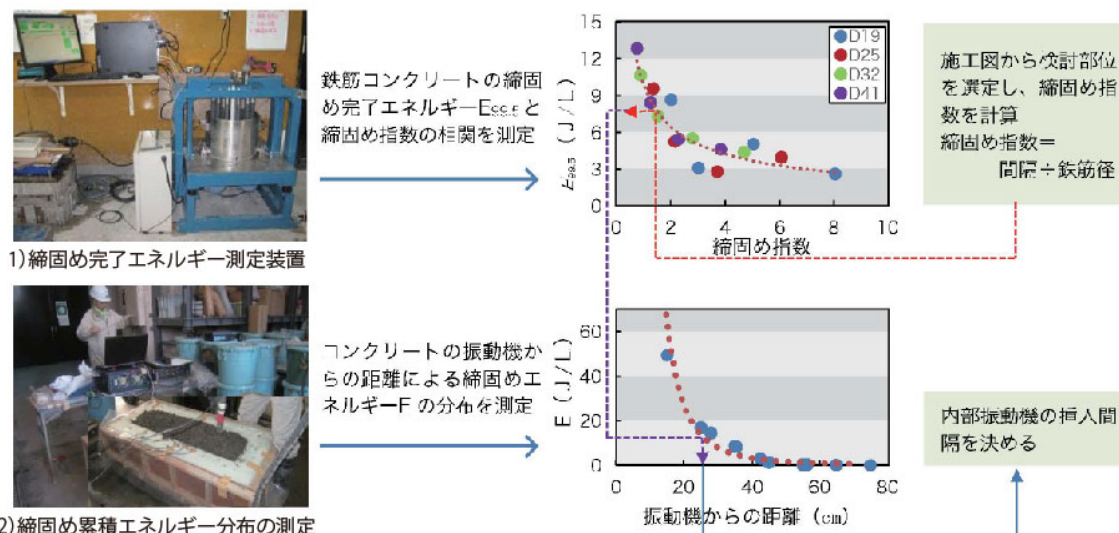 鉄筋コンクリートの締固
め完了エネルギーE99.5と
締固め指数の相関を測定
15
12
9
6
3
0
E99.5 (J/L)
D19
D25
D32
D41
0 2 4 6 8 10
締固め指数
施工図から検討部位
を選定し、締固め指
数を計算
締固め指数＝
間隔÷鉄筋径
1)締固め完了エネルギー測定装置
コンクリートの振動機か
らの距離による締固めエ
ネルギーE の分布を測定
60
40
20
0
E (J/L)
0 20 40 60 80
振動機からの距離 (cm)
内部振動機の挿入間
隔を決める
2)締固め累積エネルギー分布の測定